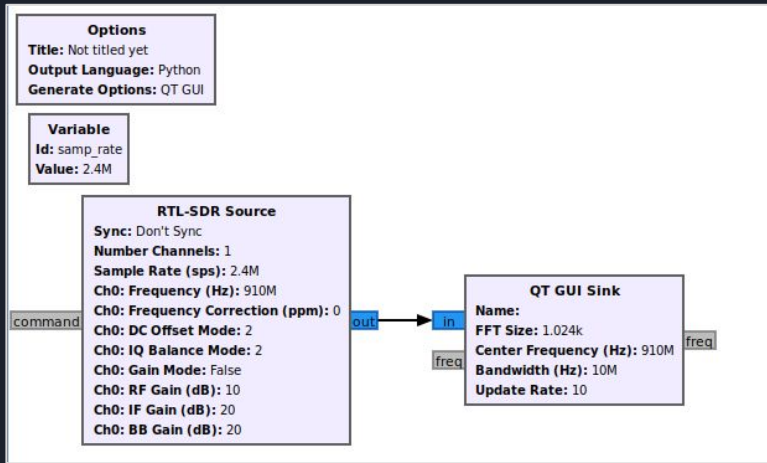 Options
Title: Not titled yet
Output Language: Python
Generate Options: QT GUI
Variable
Id: samp_rate
Value: 2.4M
RTL-SDR Source
Sync: Don't Sync
Number Channels: 1
Sample Rate (sps): 2.4M
Ch0: Frequency (Hz): 910M
Ch0: Frequency Correction (ppm): 0
Ch0: DC Offset Mode: 2
Ch0: IQ Balance Mode: 2
Ch0: Gain Mode: False
Ch0: RF Gain (dB): 10
Ch0: IF Gain (dB): 20
Ch0: BB Gain (dB): 20
command
out
in
freq
QT GUI Sink
Name:
FFT Size: 1.024k
Center Frequency (Hz): 910M
Bandwidth (Hz): 10M
Update Rate: 10
freq